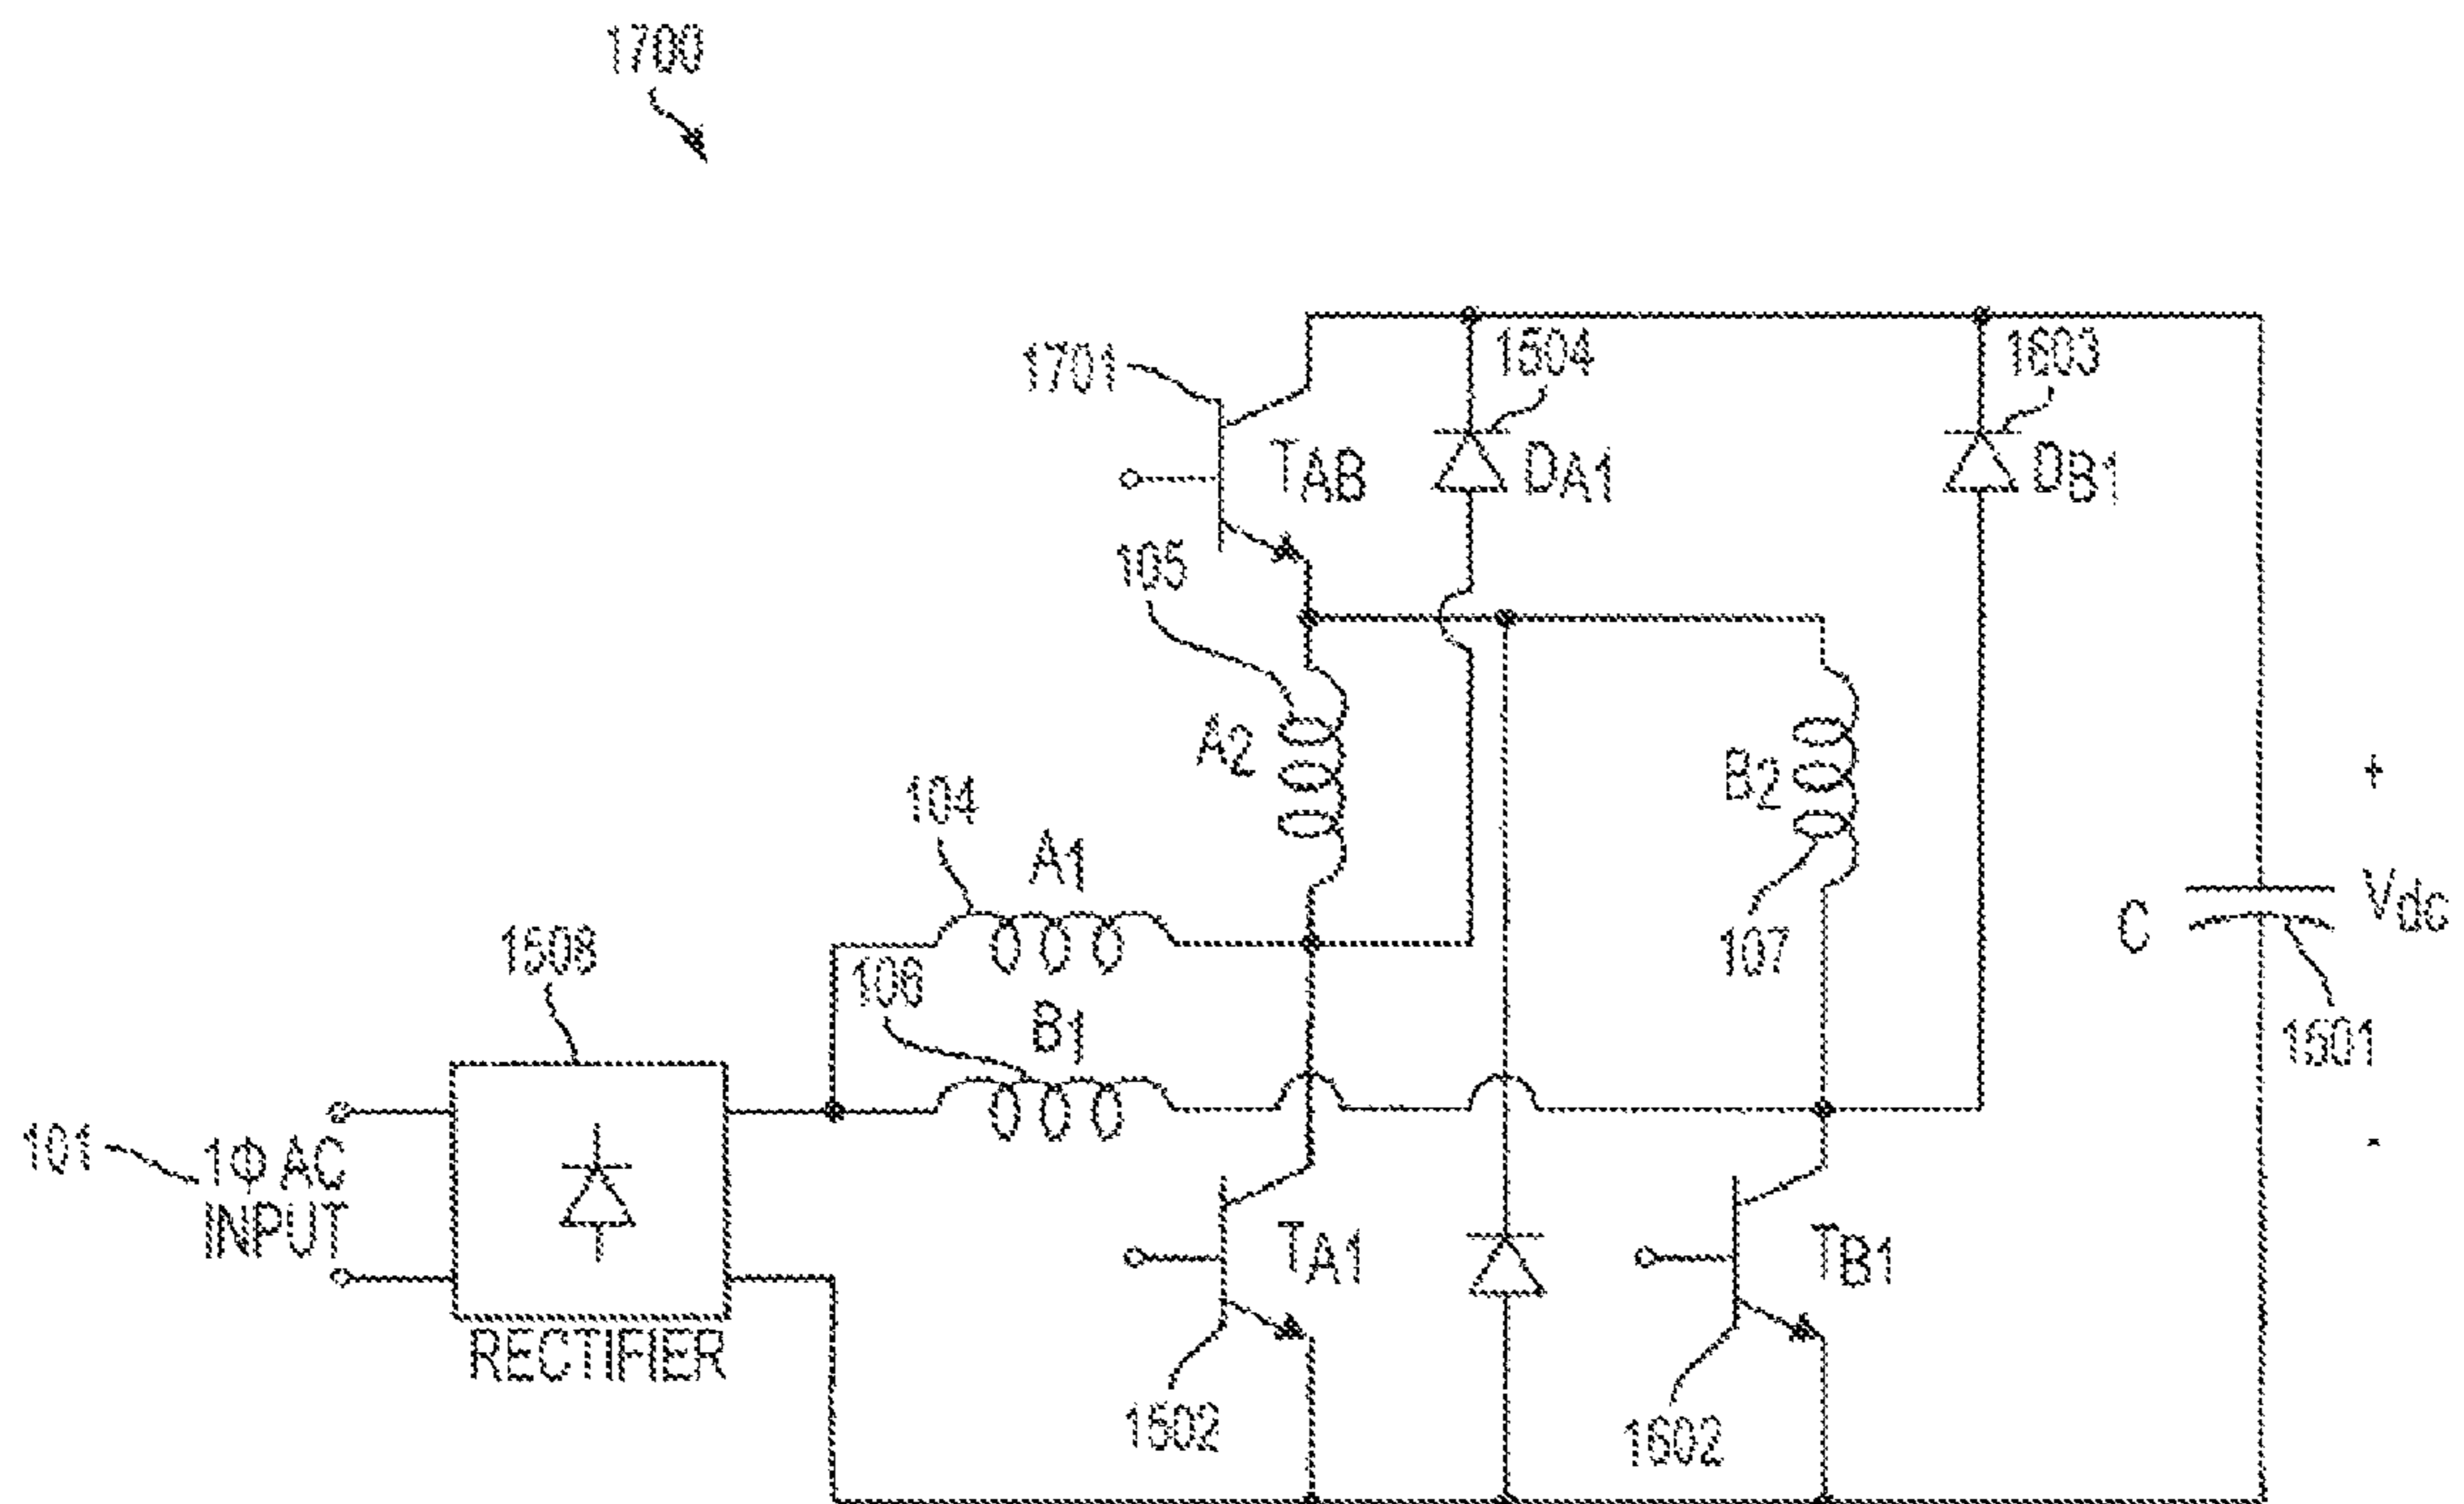 1700
1701
1504
1603
TAB
DA1
DB1
105
A2
B2
104
A1
+
C
Vdc
1508
106
107
B1
1601
101
1Φ AC
INPUT
-
TA1
TB1
RECTIFIER
1502
1602